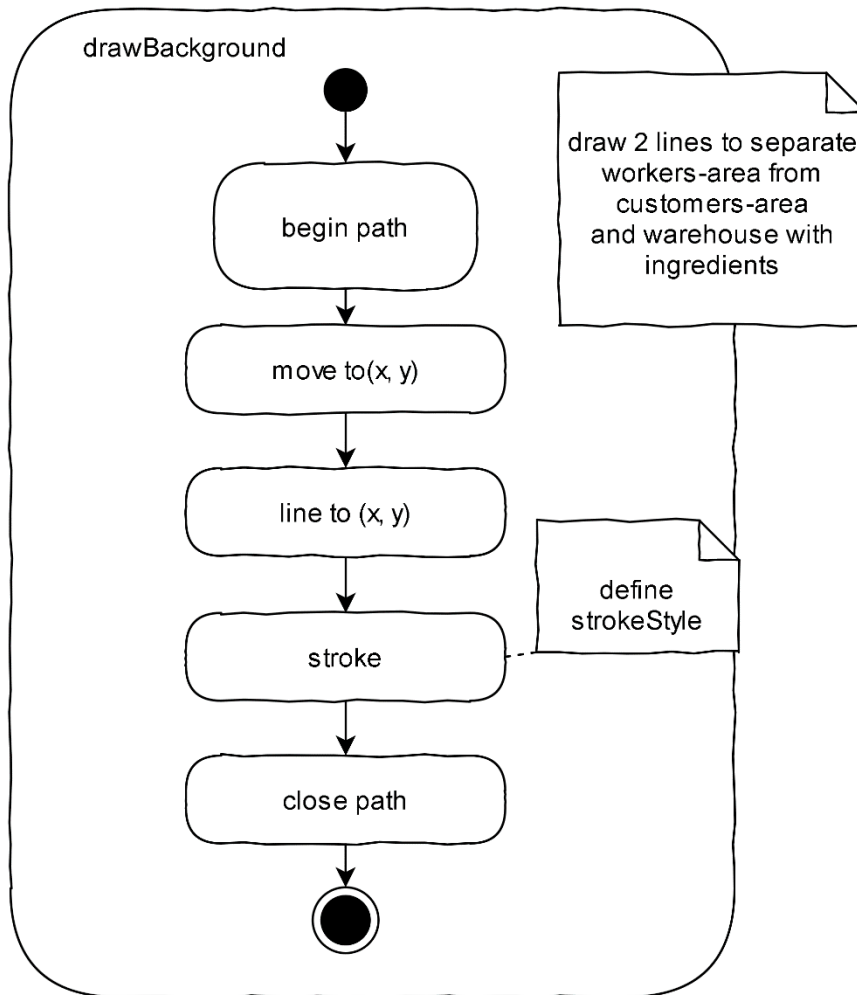 drawBackground
draw 2 lines to separate
workers-area from
customers-area
and warehouse with
ingredients
begin path
move to(x, y)
line to (x, y)
define
strokeStyle
stroke
close path